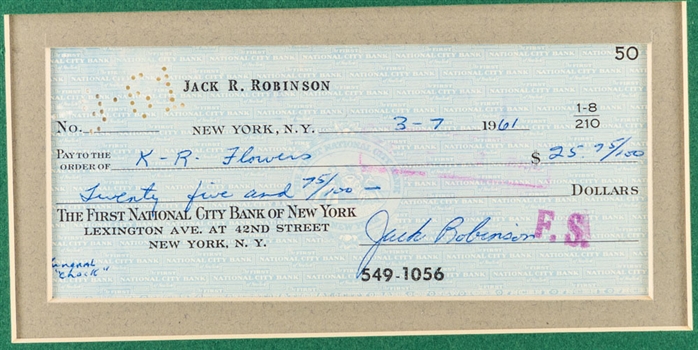 50
JACK R. ROBINSON
No.
NEW YORK, N.Y. 3-7 1961
1-8
210
PAY TO THE
ORDER OF K-R- Flowers $ 25 75/100
Twenty five and 75/100 — DOLLARS
THE FIRST NATIONAL CITY BANK OF NEW YORK
LEXINGTON AVE. AT 42ND STREET
NEW YORK, N. Y.
Jack Robinson
F. S.
"check"
549-1056